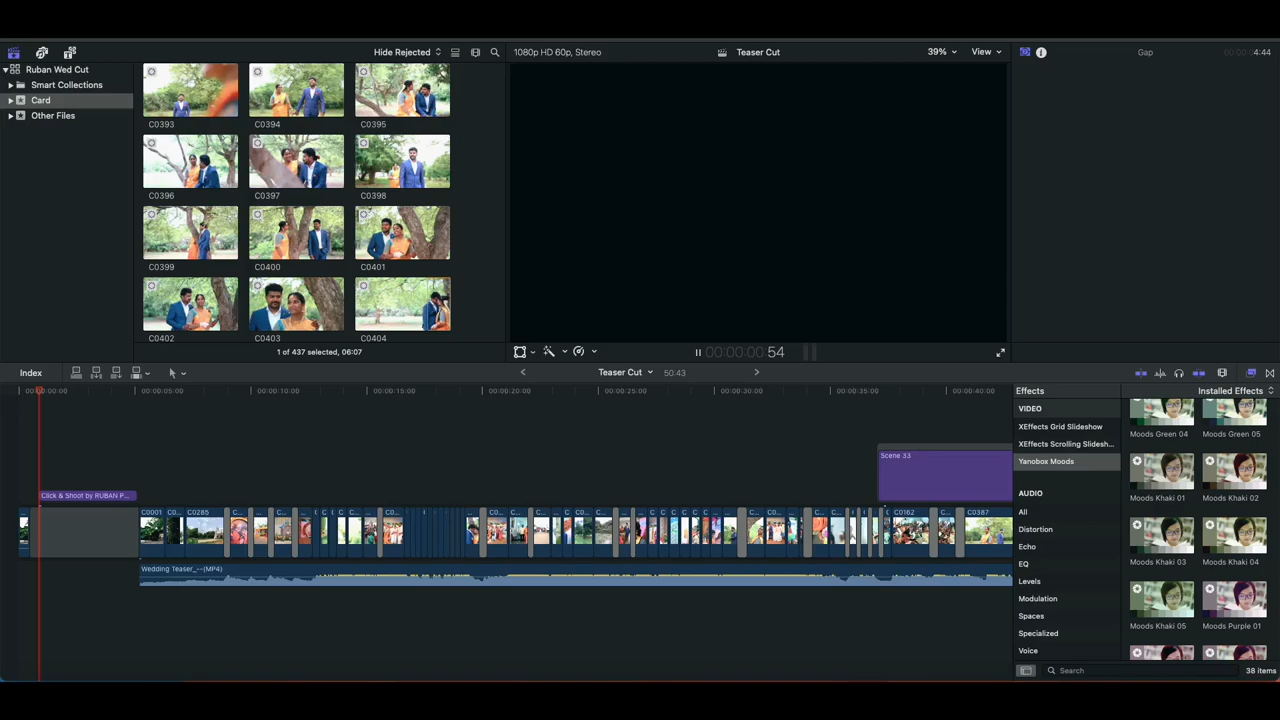 Hide Rejected
1080p HD 60p, Stereo
Teaser Cut
39%
View
Gap
4:44
Ruban Wed Cut
Smart Collections
Card
Other Files
C0393
C0394
C0395
C0396
C0397
C0398
C0399
C0400
C0401
C0402
C0403
C0404
1 of 437 selected, 06:07
00:00:00:00 54
Index
Teaser Cut
50:43
00:00:00:00
00:00:05:00
00:00:10:00
00:00:15:00
00:00:20:00
00:00:25:00
00:00:30:00
00:00:35:00
00:00:40:00
Scene 33
Click & Shoot by RUBAN P...
C0001
C0...
C0285
C0162
C0387
Wedding Teaser_--(MP4)
Effects
Installed Effects
VIDEO
XEffects Grid Slideshow
XEffects Scrolling Slidesh...
Yanobox Moods
AUDIO
All
Distortion
Echo
EQ
Levels
Modulation
Spaces
Specialized
Voice
Moods Green 04
Moods Green 05
Moods Khaki 01
Moods Khaki 02
Moods Khaki 03
Moods Khaki 04
Moods Khaki 05
Moods Purple 01
Search
38 items